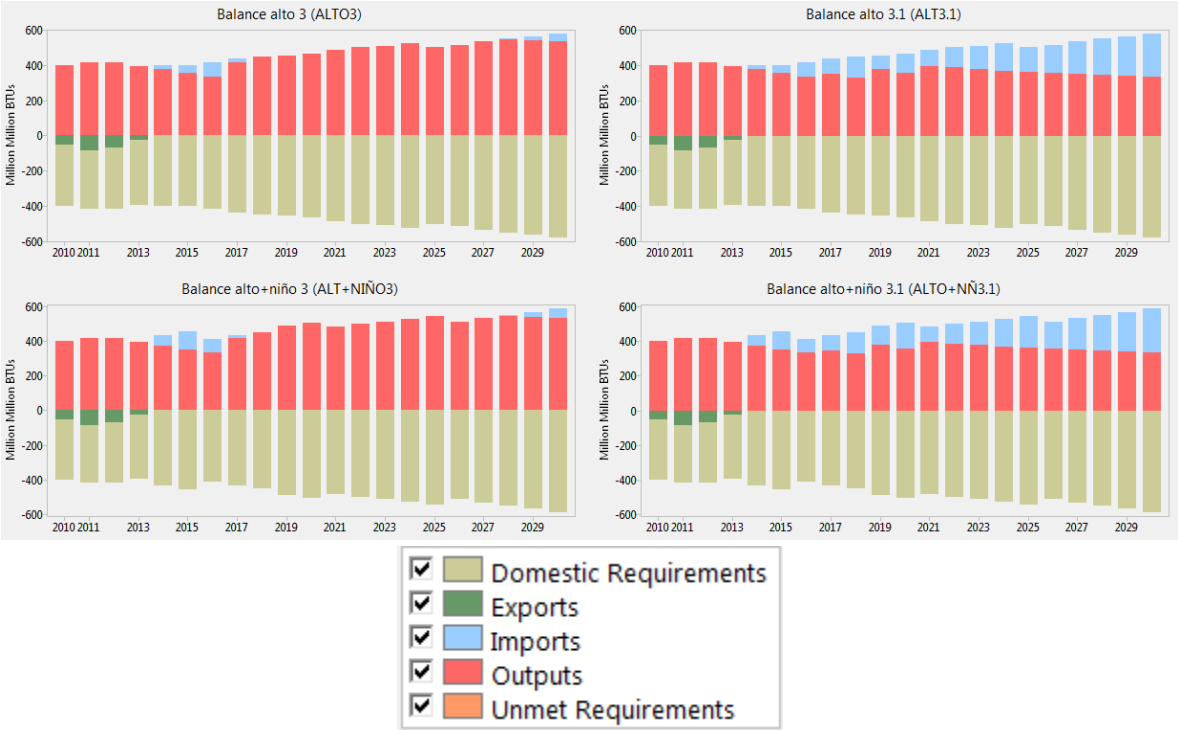 Balance alto 3 (ALTO3)
Million Million BTUs
600
400
200
0
-200
-400
-600
2010 2011 2013 2015 2017 2019 2021 2023 2025 2027 2029
Balance alto 3.1 (ALT3.1)
Million Million BTUs
600
400
200
0
-200
-400
-600
2010 2011 2013 2015 2017 2019 2021 2023 2025 2027 2029
Balance alto+niño 3 (ALT+NIÑO3)
Million Million BTUs
600
400
200
0
-200
-400
-600
2010 2011 2013 2015 2017 2019 2021 2023 2025 2027 2029
Balance alto+niño 3.1 (ALTO+NÑ3.1)
Million Million BTUs
600
400
200
0
-200
-400
-600
2010 2011 2013 2015 2017 2019 2021 2023 2025 2027 2029
Domestic Requirements
Exports
Imports
Outputs
Unmet Requirements